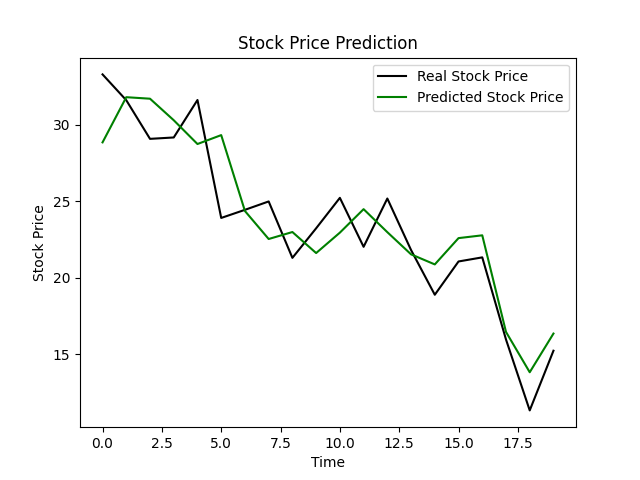 Stock Price Prediction
Real Stock Price
Predicted Stock Price
Stock Price
30
25
20
15
0.0 2.5 5.0 7.5 10.0 12.5 15.0 17.5
Time